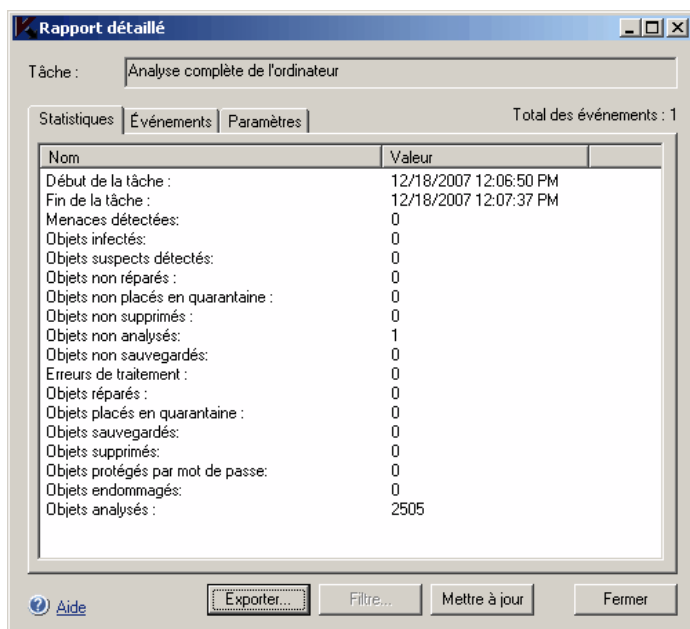 Rapport détaillé
Tâche : Analyse complète de l'ordinateur
Statistiques Événements Paramètres Total des événements : 1
Nom Valeur
Début de la tâche : 12/18/2007 12:06:50 PM
Fin de la tâche : 12/18/2007 12:07:37 PM
Menaces détectées: 0
Objets infectés: 0
Objets suspects détectés: 0
Objets non réparés : 0
Objets non placés en quarantaine : 0
Objets non supprimés : 0
Objets non analysés: 1
Objets non sauvegardés: 0
Erreurs de traitement : 0
Objets réparés : 0
Objets placés en quarantaine : 0
Objets sauvegardés: 0
Objets supprimés: 0
Objets protégés par mot de passe: 0
Objets endommagés: 0
Objets analysés : 2505
Aide Exporter... Filtre... Mettre à jour Fermer